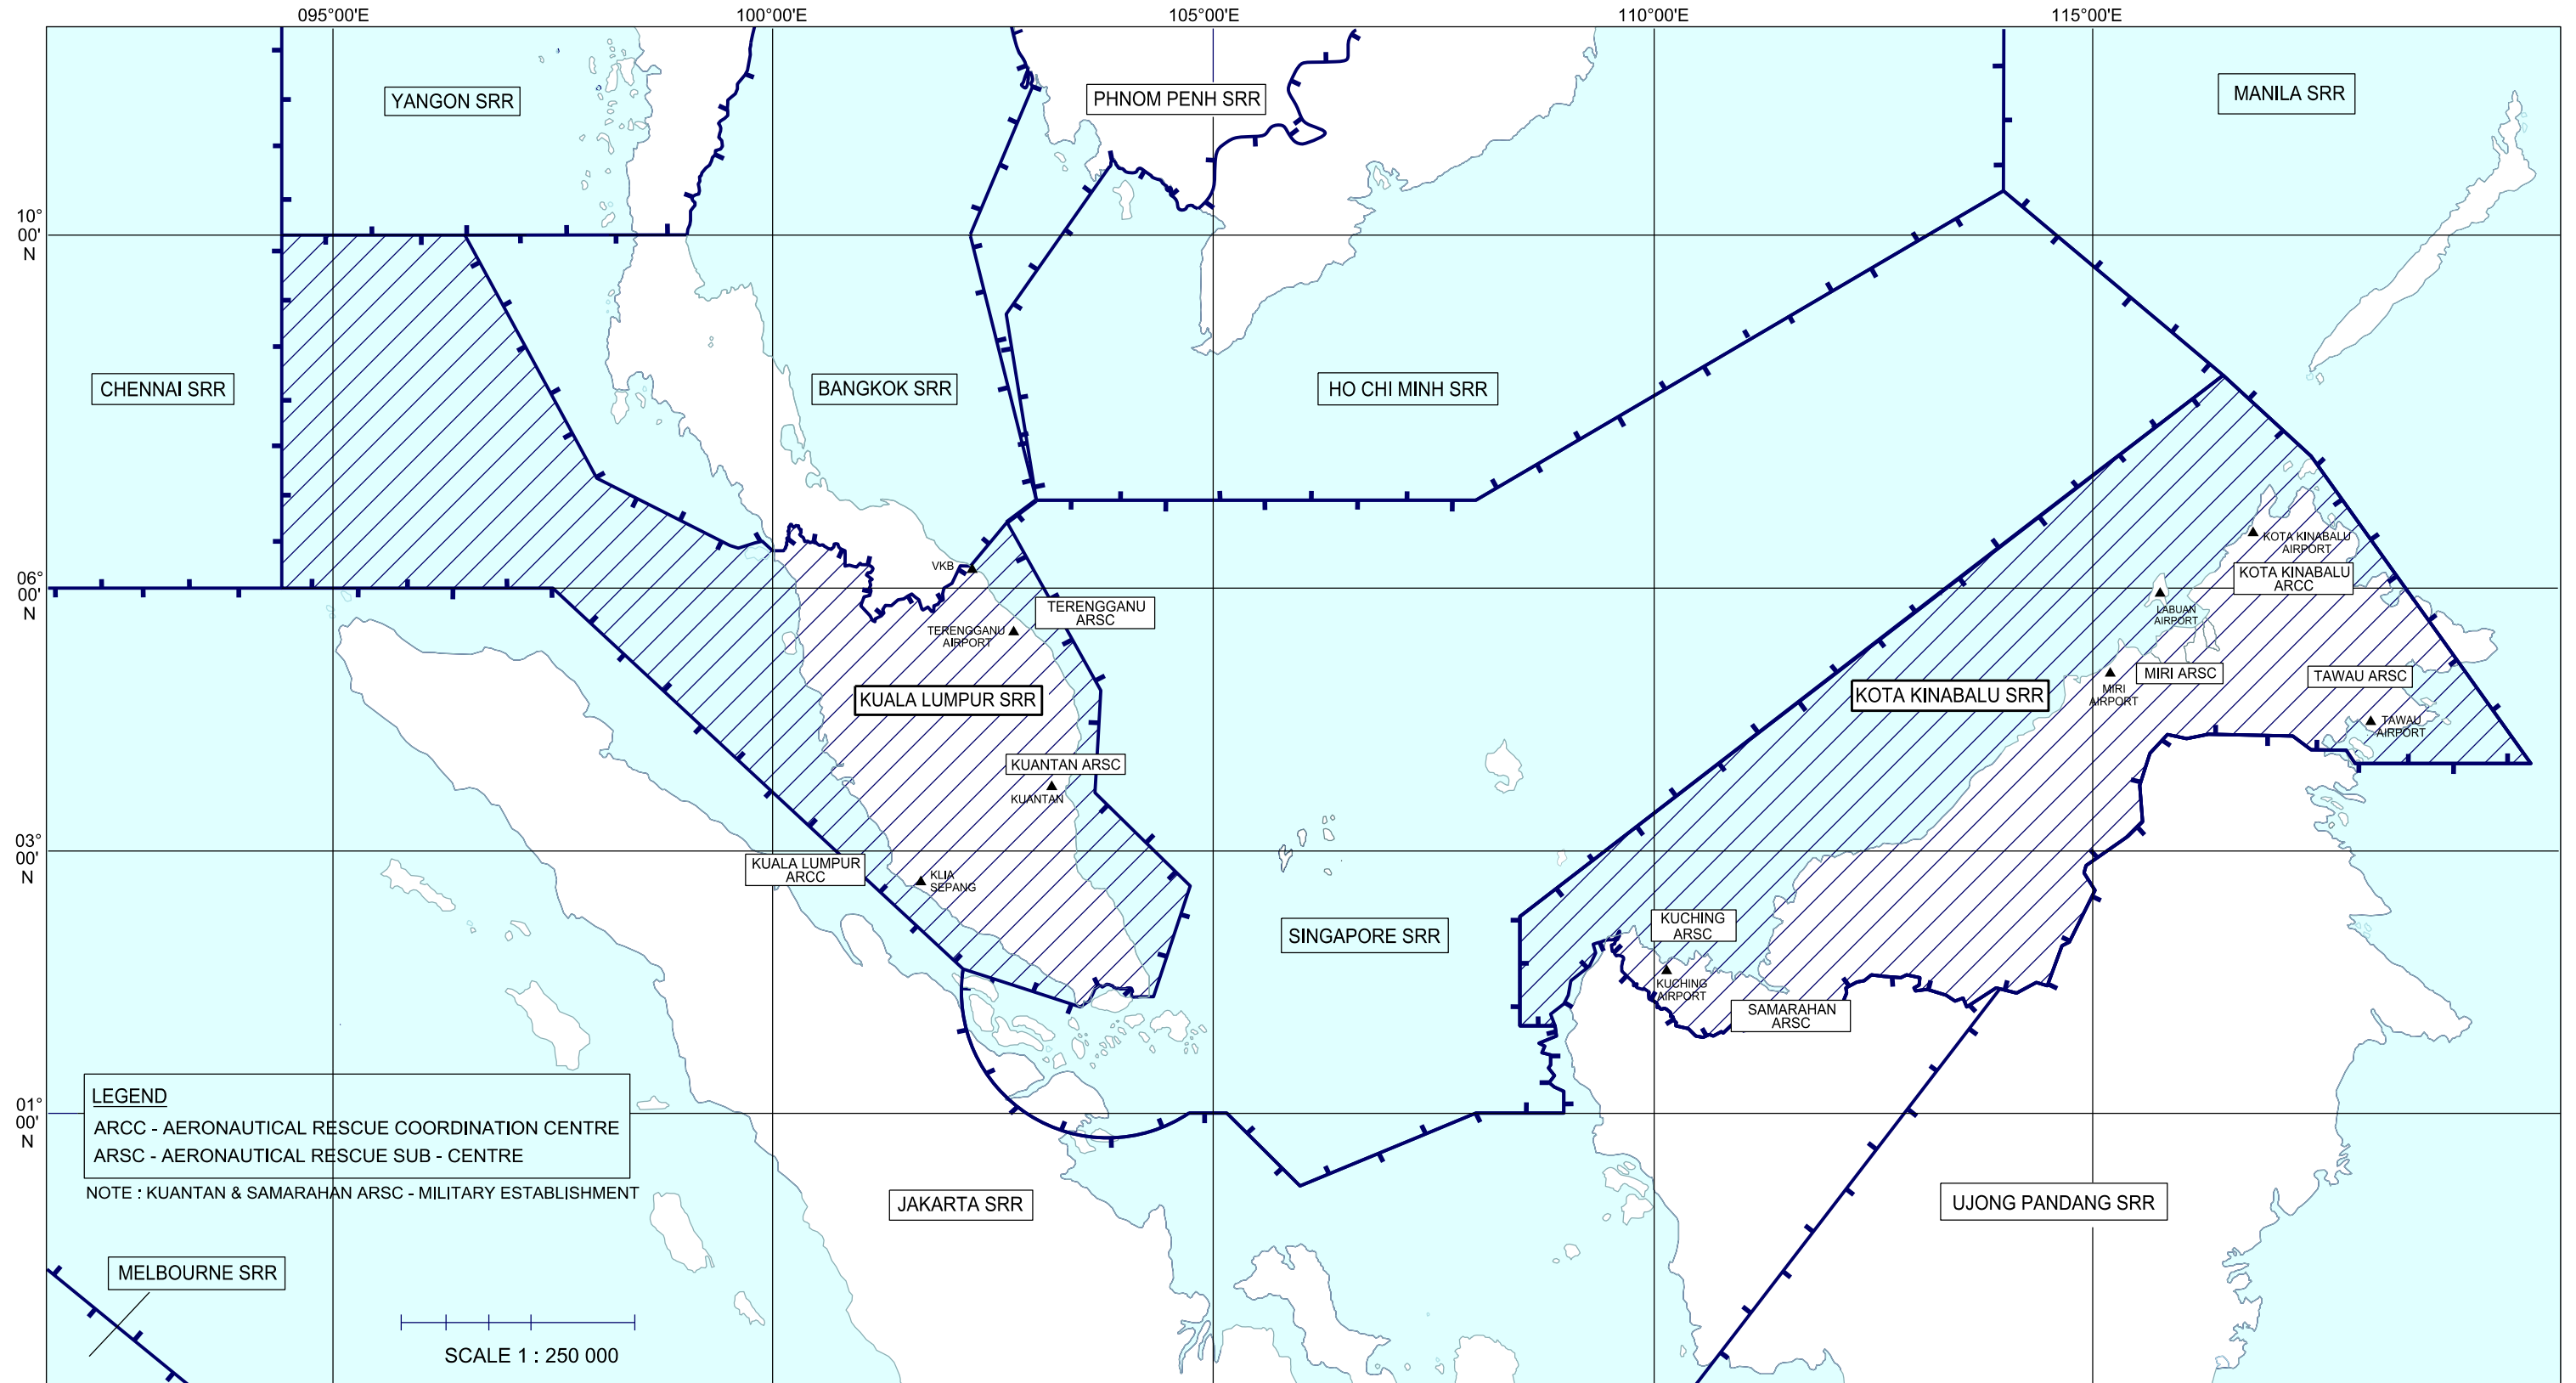 095°00'E
100°00'E
105°00'E
110°00'E
115°00'E
YANGON SRR
PHNOM PENH SRR
MANILA SRR
10°
00'
N
CHENNAI SRR
BANGKOK SRR
HO CHI MINH SRR
KOTA KINABALU
AIRPORT
VKB
KOTA KINABALU
ARCC
06°
00'
N
TERENGGANU
ARSC
LABUAN
AIRPORT
TERENGGANU
AIRPORT
MIRI ARSC
TAWAU ARSC
KUALA LUMPUR SRR
KOTA KINABALU SRR
MIRI
AIRPORT
TAWAU
AIRPORT
KUANTAN ARSC
KUANTAN
03°
00'
N
KUALA LUMPUR
ARCC
KLIA
SEPANG
SINGAPORE SRR
KUCHING
ARSC
KUCHING
AIRPORT
SAMARAHAN
ARSC
LEGEND
ARCC - AERONAUTICAL RESCUE COORDINATION CENTRE
ARSC - AERONAUTICAL RESCUE SUB - CENTRE
01°
00'
N
NOTE : KUANTAN & SAMARAHAN ARSC - MILITARY ESTABLISHMENT
JAKARTA SRR
UJONG PANDANG SRR
MELBOURNE SRR
SCALE 1 : 250 000